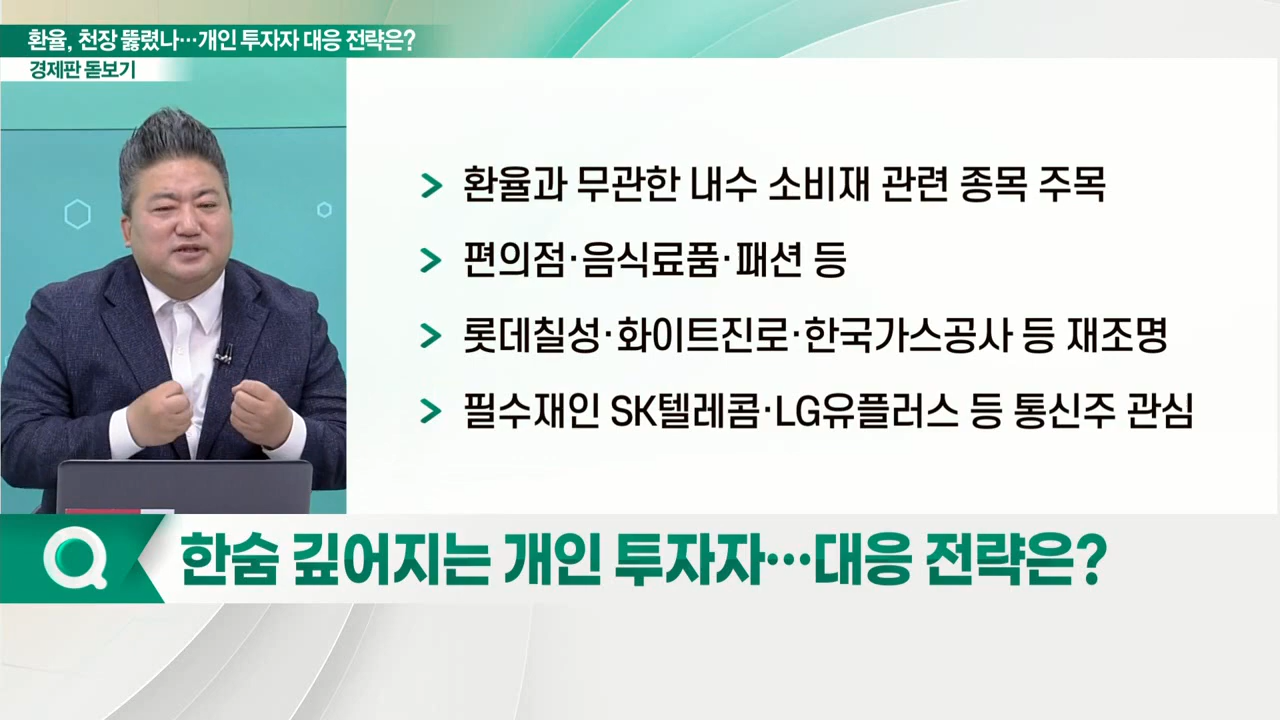 환율, 천장 뚫렸나…개인 투자자 대응 전략은?
경제판 돋보기
환율과 무관한 내수 소비재 관련 종목 주목
편의점·음식료품·패션 등
롯데칠성·화이트진로·한국가스공사 등 재조명
필수재인 SK텔레콤·LG유플러스 등 통신주 관심
Q 한숨 깊어지는 개인 투자자…대응 전략은?